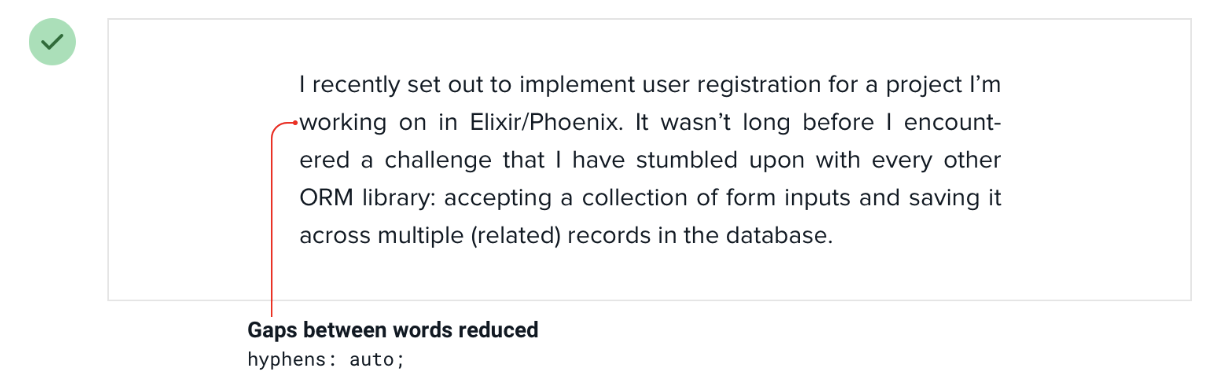 I recently set out to implement user registration for a project I’m
working on in Elixir/Phoenix. It wasn’t long before I encount-
ered a challenge that I have stumbled upon with every other
ORM library: accepting a collection of form inputs and saving it
across multiple (related) records in the database.
Gaps between words reduced
hyphens: auto;